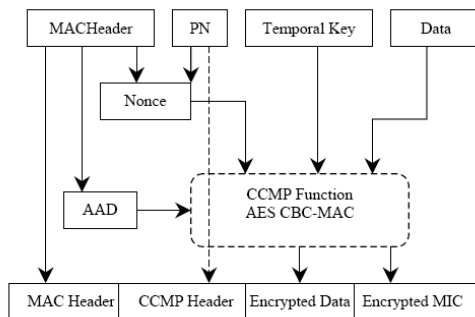 MACHeader PN Temporal Key Data
Nonce
CCMP Function
AES CBC-MAC
AAD
MAC Header CCMP Header Encrypted Data Encrypted MIC